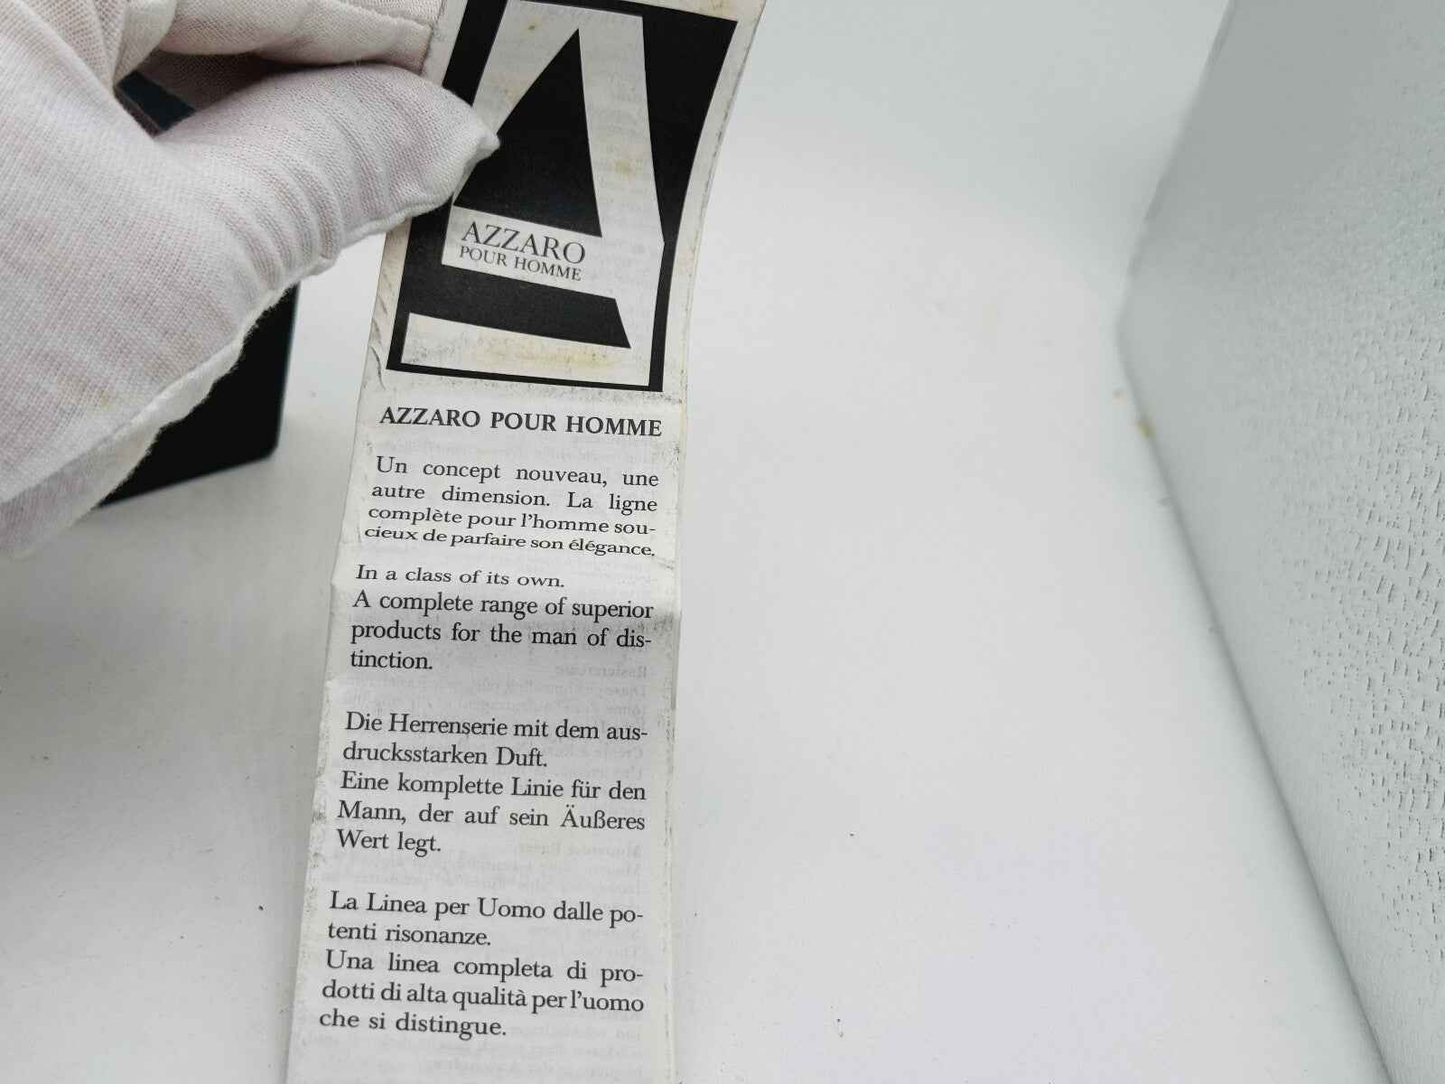 AZZARO
POUR HOMME
AZZARO POUR HOMME
Un concept nouveau, une
autre dimension. La ligne
complète pour l'homme sou-
cieux de parfaire son élégance.
In a class of its own.
A complete range of superior
products for the man of dis-
tinction.
Die Herrenserie mit dem aus-
drucksstarken Duft.
Eine komplette Linie für den
Mann, der auf sein Äußeres
Wert legt.
La Linea per Uomo dalle po-
tenti risonanze.
Una linea completa di pro-
dotti di alta qualità per l'uomo
che si distingue.